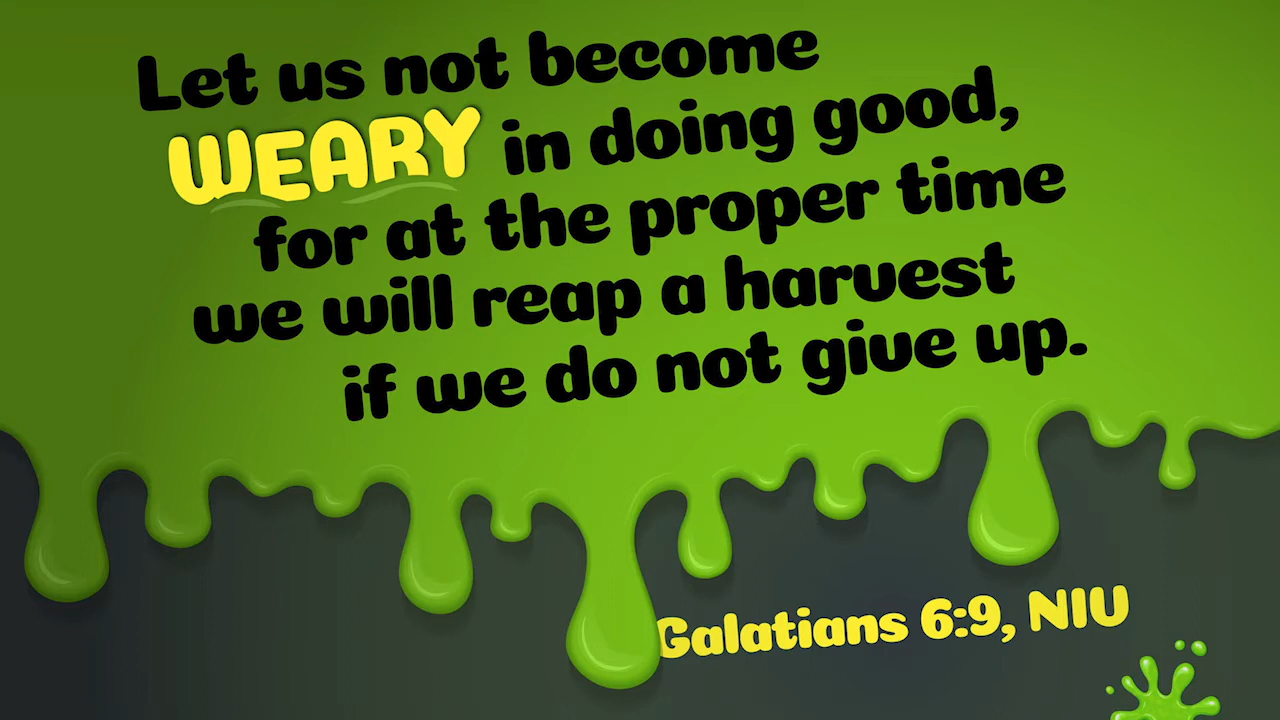 Let us not become
WEARY in doing good,
for at the proper time
we will reap a harvest
if we do not give up.
Galatians 6:9, NIV